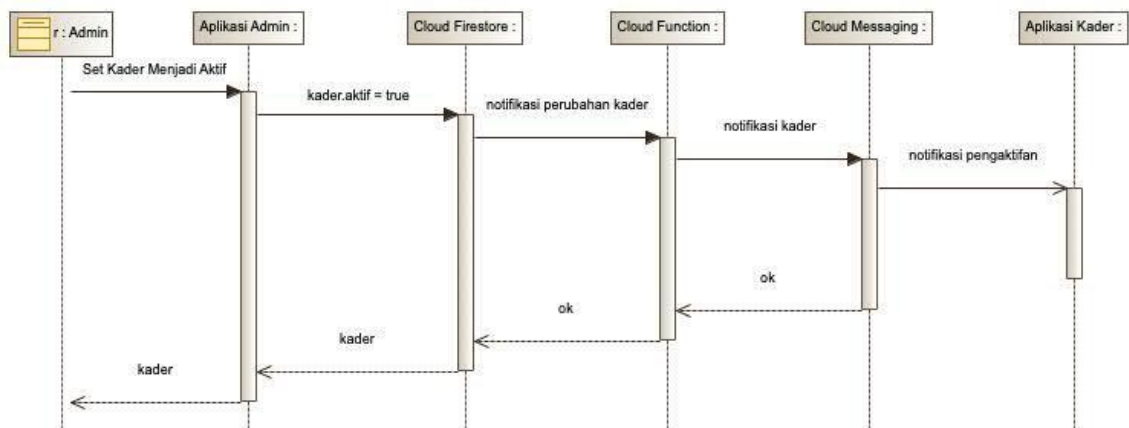 r : Admin
Aplikasi Admin :
Cloud Firestore :
Cloud Function :
Cloud Messaging :
Aplikasi Kader :
Set Kader Menjadi Aktif
kader.aktif = true
notifikasi perubahan kader
notifikasi kader
notifikasi pengaktifan
ok
ok
kader
kader